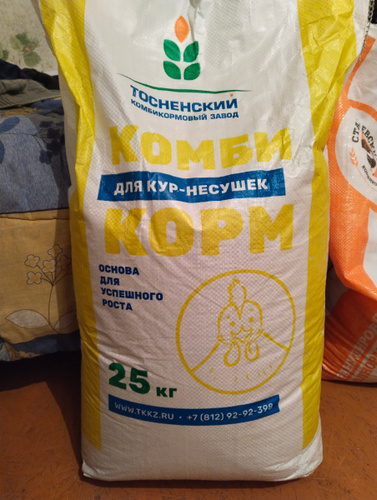 ТОСНЕНСКИЙ
КОМБИКОРМОВЫЙ ЗАВОД
КОМБИ
ДЛЯ КУР-НЕСУШЕК
КОРМ
ОСНОВА
ДЛЯ
УСПЕШНОГО
РОСТА
25 КГ
WWW.TKKZ.RU • +7 (812) 92-92-399